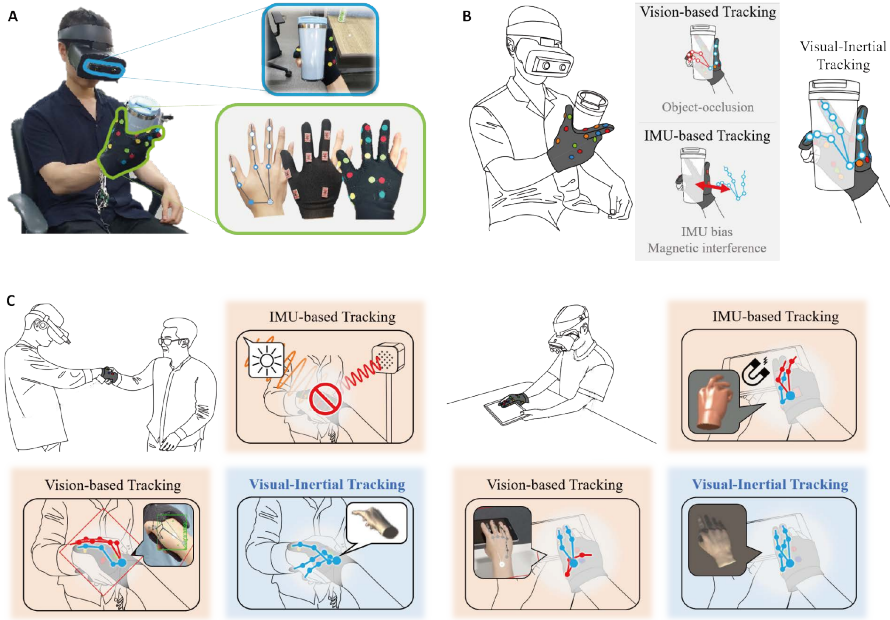 A
B
Vision-based Tracking
Object-occlusion
IMU-based Tracking
IMU bias
Magnetic interference
Visual-Inertial
Tracking
C
IMU-based Tracking
IMU-based Tracking
Vision-based Tracking
Visual-Inertial Tracking
Vision-based Tracking
Visual-Inertial Tracking